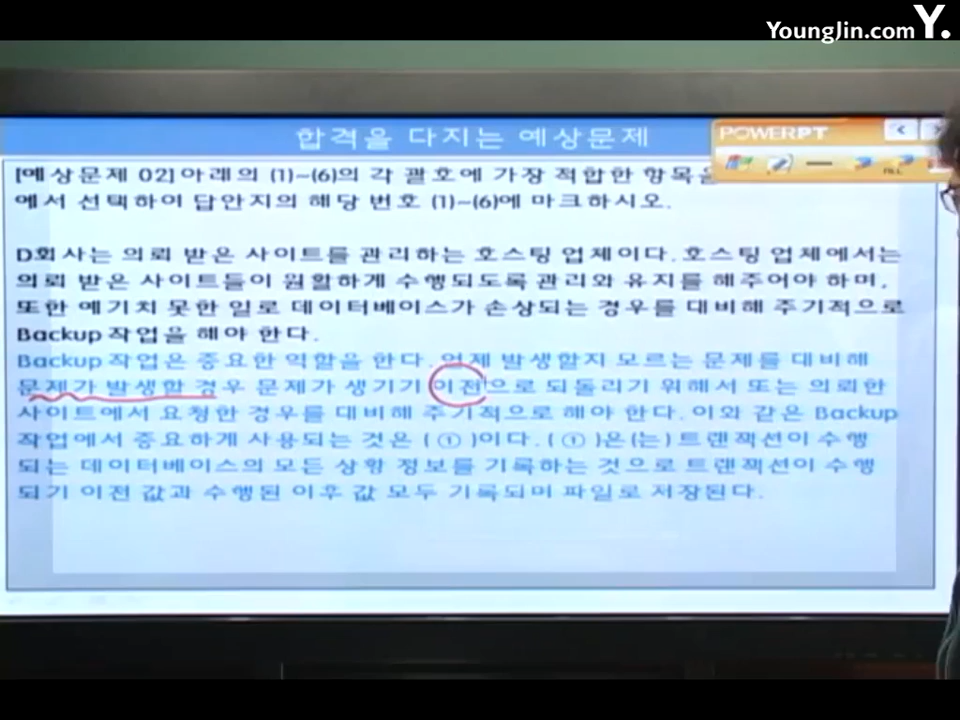 YoungJin.com Y.
합격을 다지는 예상문제
POWERPT
[예상문제 02] 아래의 (1)~(6)의 각 괄호에 가장 적합한 항목을
에서 선택하이 답안지의 해당 번호 (1)~(6)에 마크하시오.
D회사는 의뢰 받은 사이트를 관리하는 호스팅 업체이다. 호스팅 업체에서는
의뢰 받은 사이트들이 원활하게 수행되도록 관리와 유지를 해주어야 하며,
또한 예기치 못한 일로 데이터베이스가 손상되는 경우를 대비해 주기적으로
Backup 작업을 해야 한다.
Backup 작업은 중요한 역할을 한다. 언제 발생할지 모르는 문제를 대비해
문제가 발생할 경우 문제가 생기기 이전으로 되돌리기 위해서 또는 의뢰한
사이트에서 요청한 경우를 대비해 주기적으로 해야 한다. 이와 같은 Backup
작업에서 중요하게 사용되는 것은 ( ① )이다. ( ① )은(는) 트랜잭션이 수행
되는 데이터베이스의 모든 상황 정보를 기록하는 것으로 트랜잭션이 수행
되기 이전 값과 수행된 이후 값 모두 기록되며 파일로 저장된다.